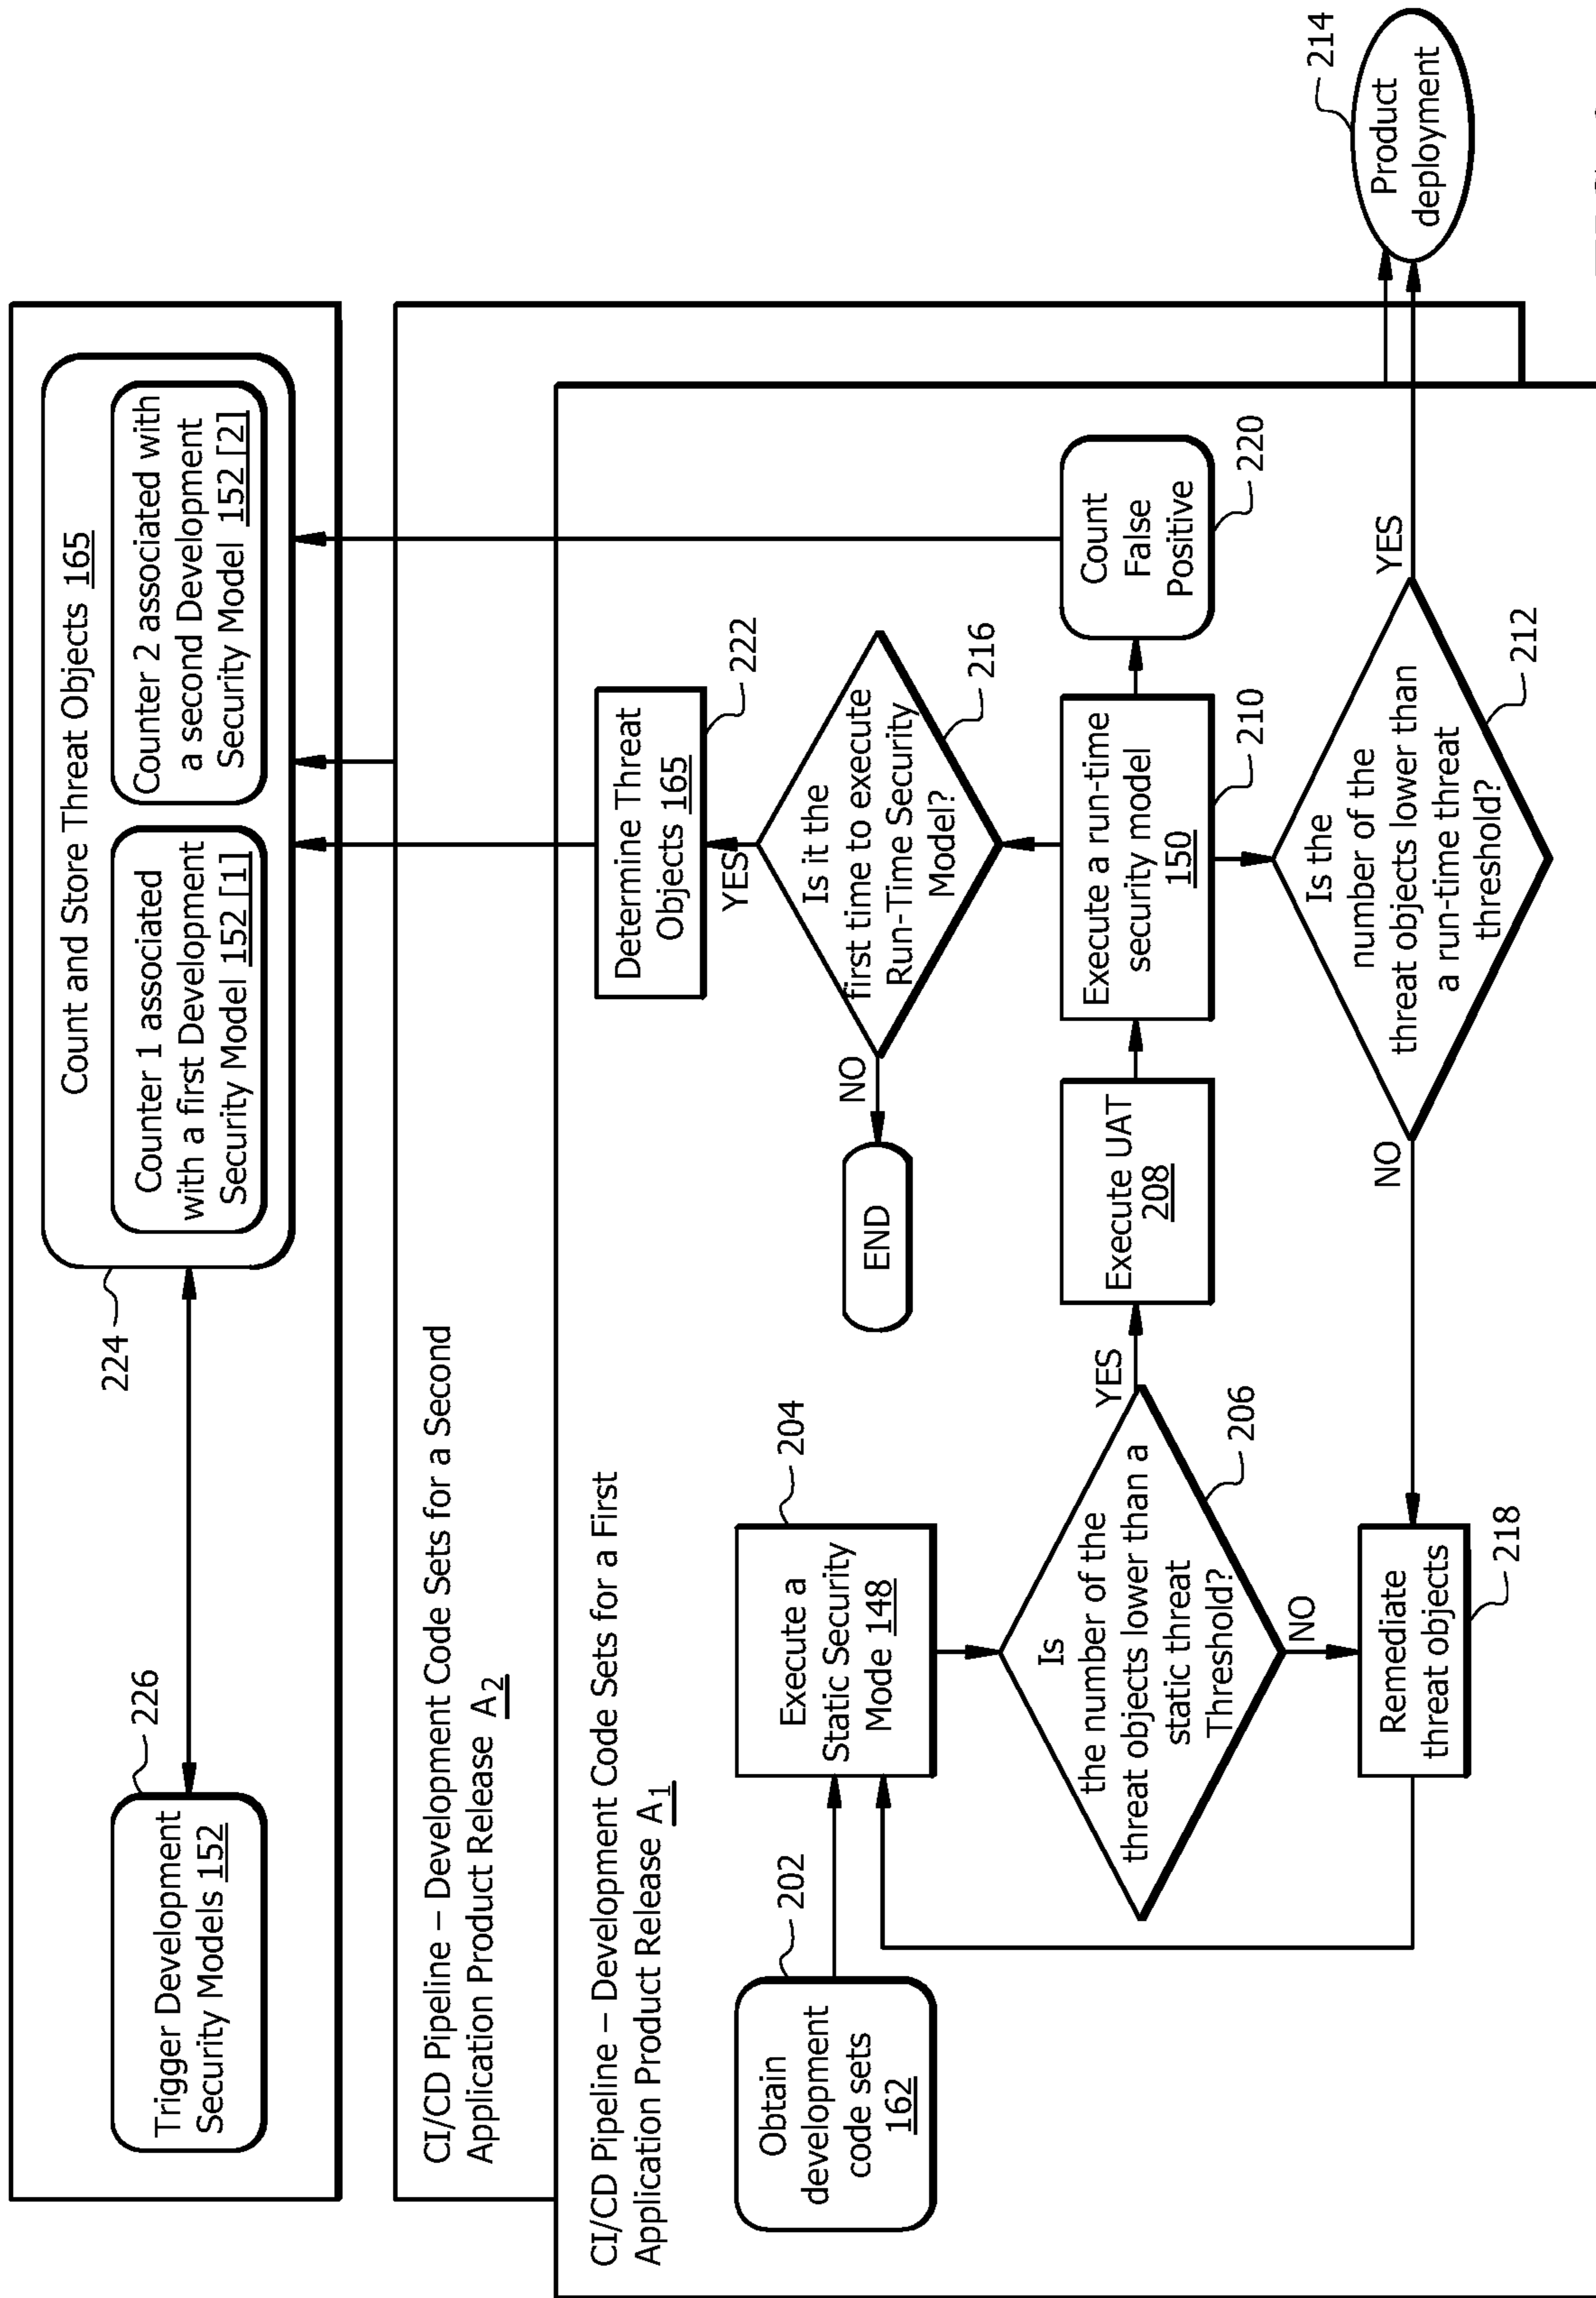 226
Trigger Development
Security Models 152
224
Count and Store Threat Objects 165
Counter 1 associated
with a first Development
Security Model 152 [1]
Counter 2 associated with
a second Development
Security Model 152 [2]
CI/CD Pipeline – Development Code Sets for a Second
Application Product Release A2
CI/CD Pipeline – Development Code Sets for a First
Application Product Release A1
202
Obtain
development
code sets
162
204
Execute a
Static Security
Mode 148
Is
the number of the
threat objects lower than a
static threat
Threshold?
206
YES
NO
Remediate
threat objects
218
Execute UAT
208
Execute a run-time
security model
150
210
Is it the
first time to execute
Run-Time Security
Model?
216
NO
END
YES
Determine Threat
Objects 165
222
Count
False
Positive
220
Is the
number of the
threat objects lower than
a run-time threat
threshold?
212
NO
YES
Product
deployment
214